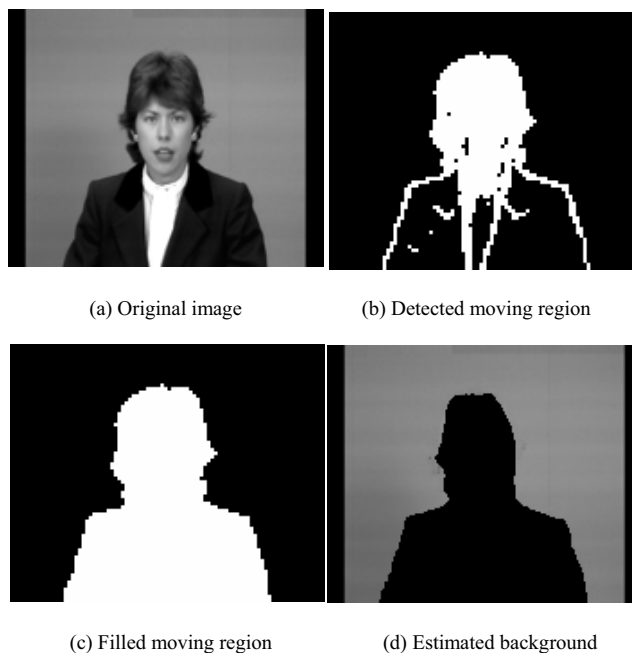 (a) Original image
(b) Detected moving region
(c) Filled moving region
(d) Estimated background